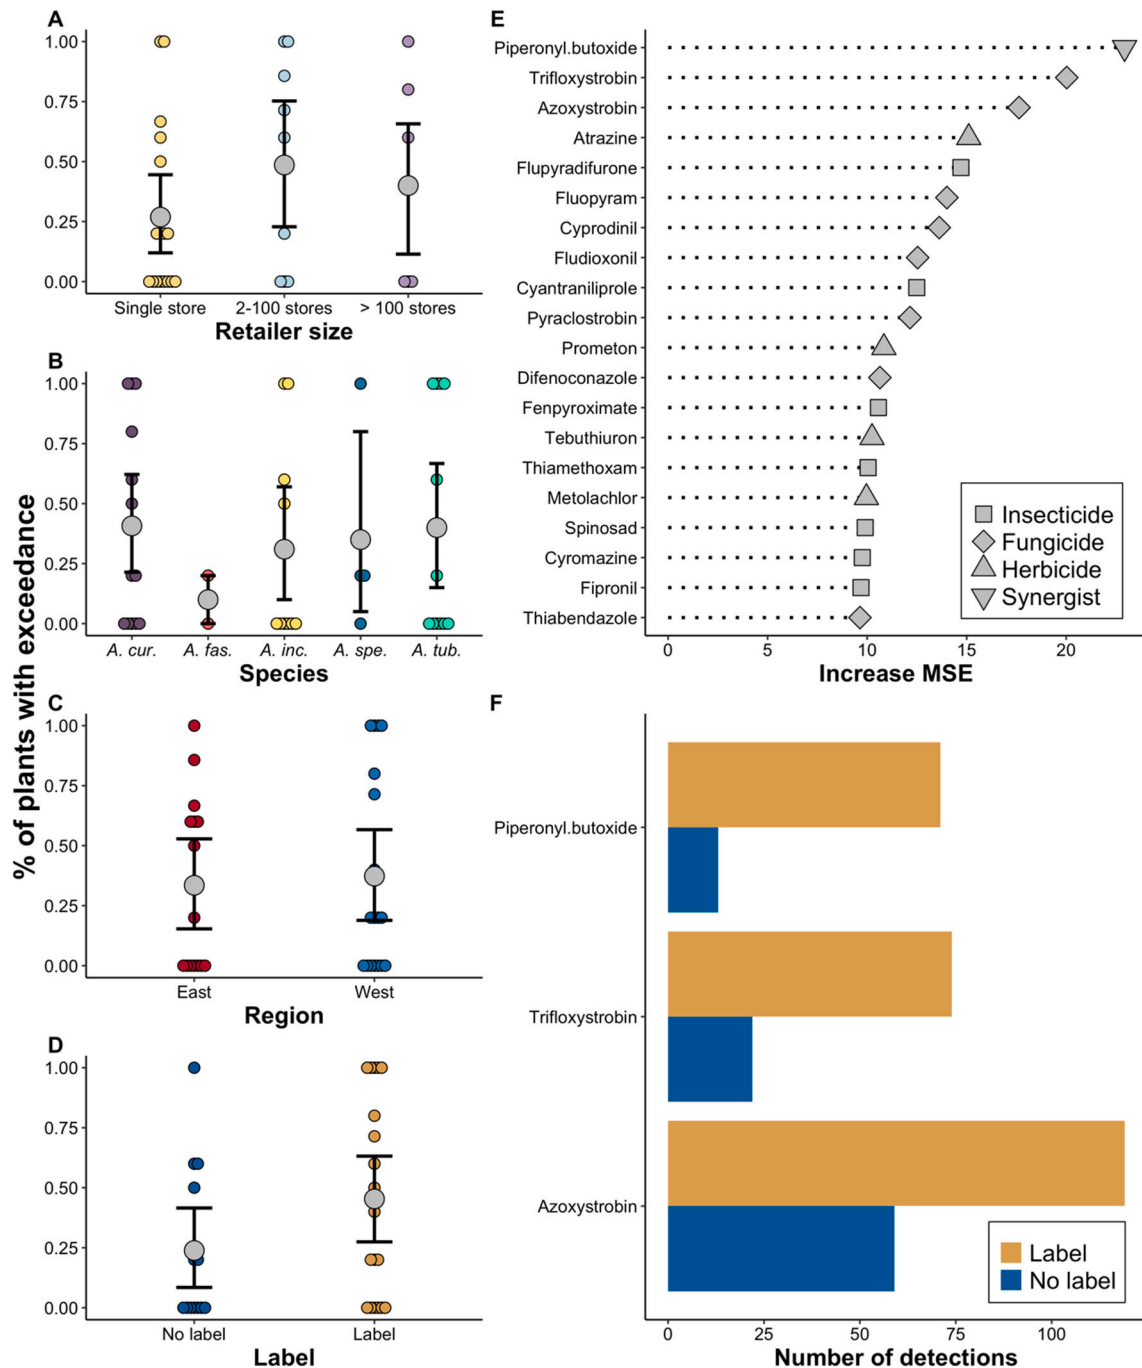 % of plants with exceedance
A
1.00
0.75
0.50
0.25
0.00
Single store 2-100 stores > 100 stores
Retailer size
B
1.00
0.75
0.50
0.25
0.00
A. cur. A. fas. A. inc. A. spe. A. tub.
Species
C
1.00
0.75
0.50
0.25
0.00
East West
Region
D
1.00
0.75
0.50
0.25
0.00
No label Label
Label
E
Piperonyl.butoxide
Trifloxystrobin
Azoxystrobin
Atrazine
Flupyradifurone
Fluopyram
Cyprodinil
Fludioxonil
Cyantraniliprole
Pyraclostrobin
Prometon
Difenoconazole
Fenpyroximate
Tebuthiuron
Thiamethoxam
Metolachlor
Spinosad
Cyromazine
Fipronil
Thiabendazole
Insecticide
Fungicide
Herbicide
Synergist
0 5 10 15 20
Increase MSE
F
Piperonyl.butoxide
Trifloxystrobin
Azoxystrobin
Label
No label
0 25 50 75 100
Number of detections